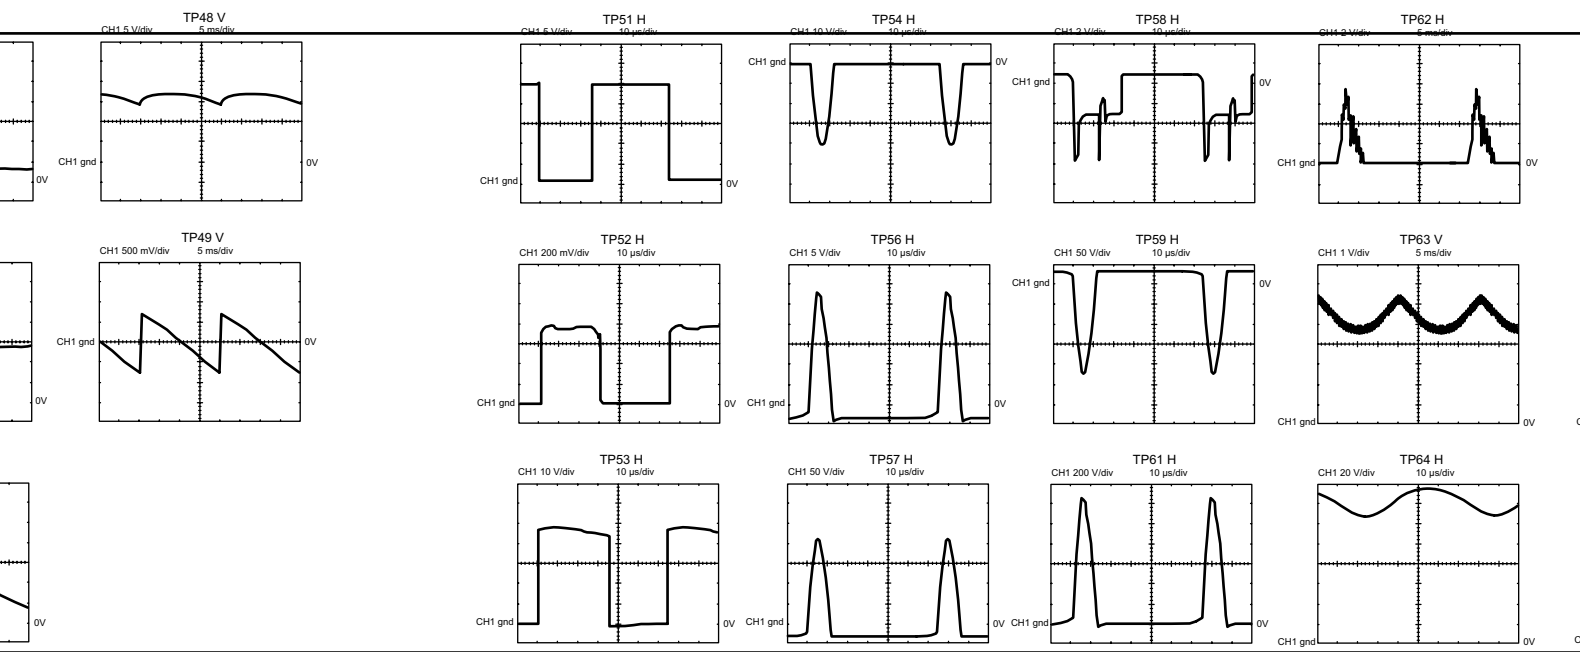 TP48 V
CH1 5 V/div 5 ms/div
CH1 gnd
0V
0V
TP51 H
CH1 5 V/div 10 µs/div
CH1 gnd
0V
TP54 H
CH1 10 V/div 10 µs/div
CH1 gnd
0V
TP58 H
CH1 2 V/div 10 µs/div
CH1 gnd
0V
TP62 H
CH1 2 V/div 5 ms/div
CH1 gnd
0V
TP49 V
CH1 500 mV/div 5 ms/div
CH1 gnd
0V
0V
TP52 H
CH1 200 mV/div 10 µs/div
CH1 gnd
0V
TP56 H
CH1 5 V/div 10 µs/div
CH1 gnd
0V
TP59 H
CH1 50 V/div 10 µs/div
CH1 gnd
0V
TP63 V
CH1 1 V/div 5 ms/div
CH1 gnd
0V
C
0V
TP53 H
CH1 10 V/div 10 µs/div
CH1 gnd
0V
TP57 H
CH1 50 V/div 10 µs/div
CH1 gnd
0V
TP61 H
CH1 200 V/div 10 µs/div
CH1 gnd
0V
TP64 H
CH1 20 V/div 10 µs/div
CH1 gnd
0V
C